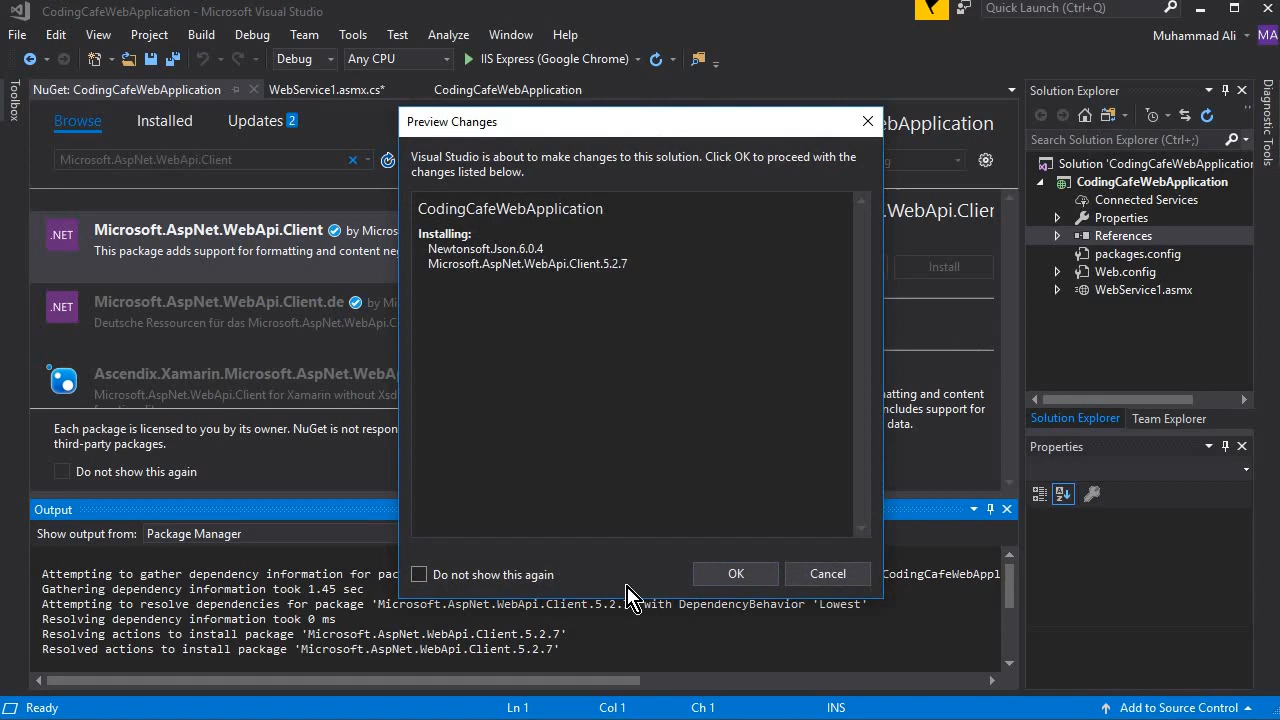 CodingCafeWebApplication - Microsoft Visual Studio
Quick Launch (Ctrl+Q)
File Edit View Project Build Debug Team Tools Test Analyze Window Help
Muhammad Ali MA
Debug Any CPU IIS Express (Google Chrome)
Toolbox
NuGet: CodingCafeWebApplication WebService1.asmx.cs* CodingCafeWebApplication
Browse Installed Updates 2
Microsoft.AspNet.WebApi.Client
Microsoft.AspNet.WebApi.Client by Micros
This package adds support for formatting and content neg
.NET
Microsoft.AspNet.WebApi.Client.de by Mi
Deutsche Ressourcen für das Microsoft.AspNet.WebApi.C
.NET
Ascendix.Xamarin.Microsoft.AspNet.WebAp
Microsoft.AspNet.WebApi.Client for Xamarin without Xsd
Each package is licensed to you by its owner. NuGet is not respon
third-party packages.
Do not show this again
ebApplication
.WebApi.Clier
Install
atting and content
ncludes support for
data.
Preview Changes
Visual Studio is about to make changes to this solution. Click OK to proceed with the
changes listed below.
CodingCafeWebApplication
Installing:
Newtonsoft.Json.6.0.4
Microsoft.AspNet.WebApi.Client.5.2.7
Do not show this again
OK Cancel
Solution Explorer
Search Solution Explorer (Ctrl+;)
Solution 'CodingCafeWebApplication
CodingCafeWebApplication
Connected Services
Properties
References
packages.config
Web.config
WebService1.asmx
Solution Explorer Team Explorer
Properties
Diagnostic Tools
Output
Show output from: Package Manager
Attempting to gather dependency information for pac CodingCafeWebAppl
Gathering dependency information took 1.45 sec
Attempting to resolve dependencies for package 'Microsoft.AspNet.WebApi.Client.5.2. with DependencyBehavior 'Lowest'
Resolving dependency information took 0 ms
Resolving actions to install package 'Microsoft.AspNet.WebApi.Client.5.2.7'
Resolved actions to install package 'Microsoft.AspNet.WebApi.Client.5.2.7'
Ready Ln 1 Col 1 Ch 1 INS Add to Source Control